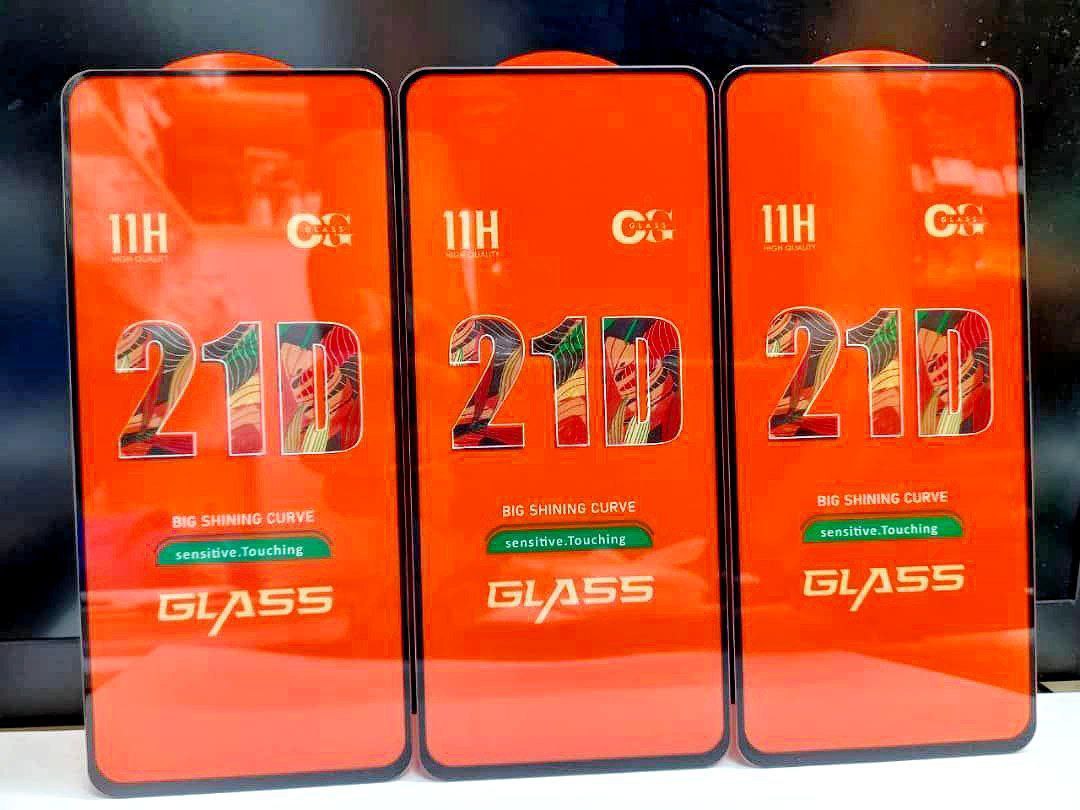 11H
HIGH QUALITY
OG
GLASS
21D
BIG SHINING CURVE
sensitive.Touching
GLASS
11H
HIGH QUALITY
OG
GLASS
21D
BIG SHINING CURVE
sensitive.Touching
GLASS
11H
HIGH QUALITY
OG
GLASS
21D
BIG SHINING CURVE
sensitive.Touching
GLASS